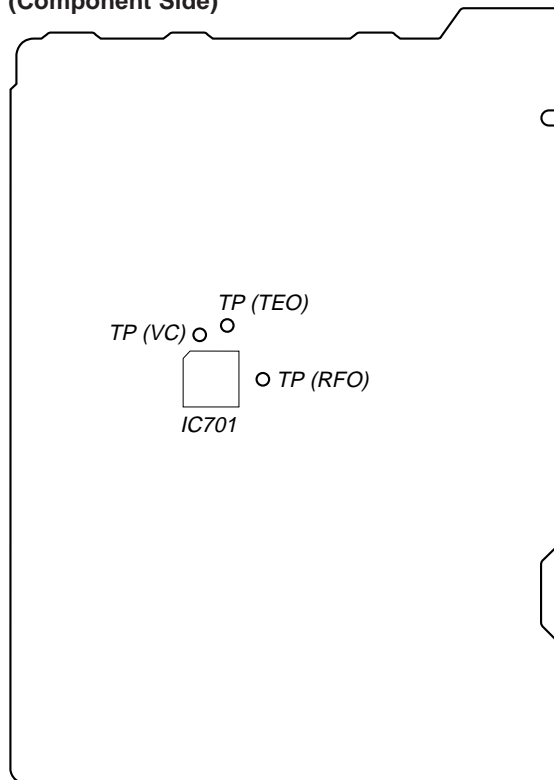 (Component Side)
TP (TEO)
TP (VC)
TP (RFO)
IC701